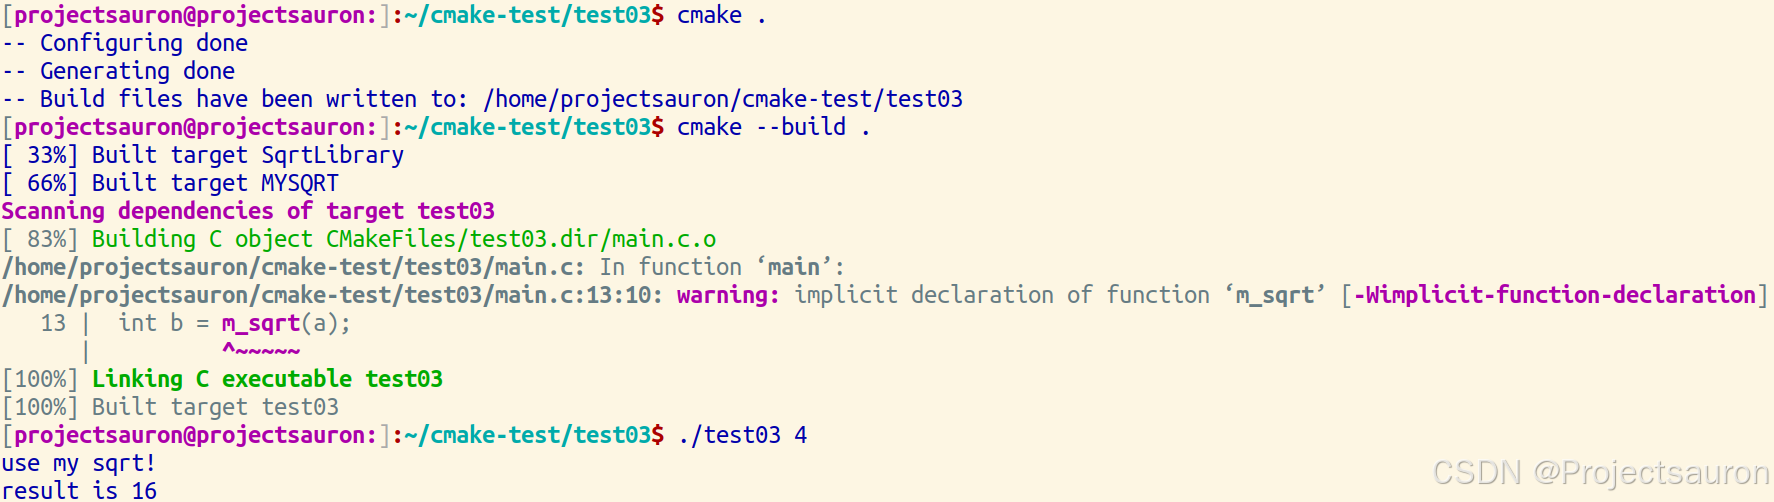 [projectsauron@projectsauron:]:~/cmake-test/test03$ cmake .
-- Configuring done
-- Generating done
-- Build files have been written to: /home/projectsauron/cmake-test/test03
[projectsauron@projectsauron:]:~/cmake-test/test03$ cmake --build .
[ 33%] Built target SqrtLibrary
[ 66%] Built target MYSQRT
Scanning dependencies of target test03
[ 83%] Building C object CMakeFiles/test03.dir/main.c.o
/home/projectsauron/cmake-test/test03/main.c: In function ‘main’:
/home/projectsauron/cmake-test/test03/main.c:13:10: warning: implicit declaration of function ‘m_sqrt’ [-Wimplicit-function-declaration]
   13 |  int b = m_sqrt(a);
      |          ^~~~~~
[100%] Linking C executable test03
[100%] Built target test03
[projectsauron@projectsauron:]:~/cmake-test/test03$ ./test03 4
use my sqrt!
result is 16
CSDN @Projectsauron